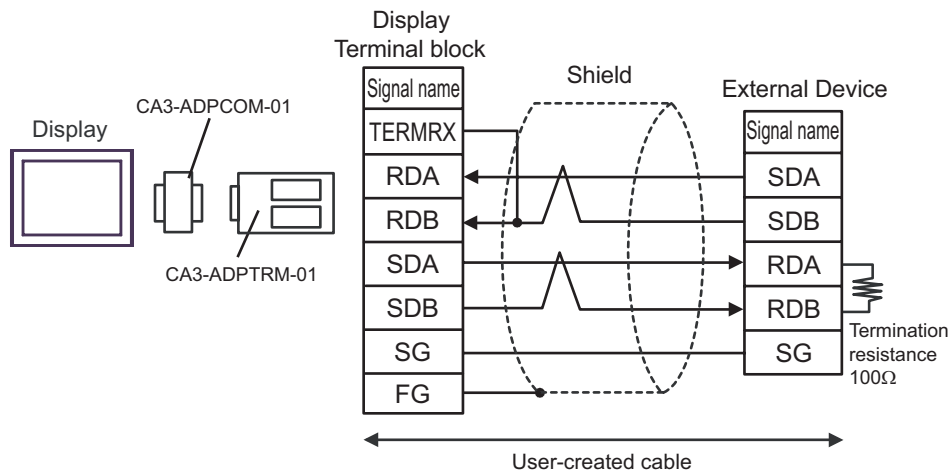 Display
Terminal block
Shield
External Device
CA3-ADPCOM-01
Display
CA3-ADPTRM-01
Signal name
TERMRX
RDA
RDB
SDA
SDB
SG
FG
Signal name
SDA
SDB
RDA
RDB
SG
Termination
resistance
100Ω
User-created cable